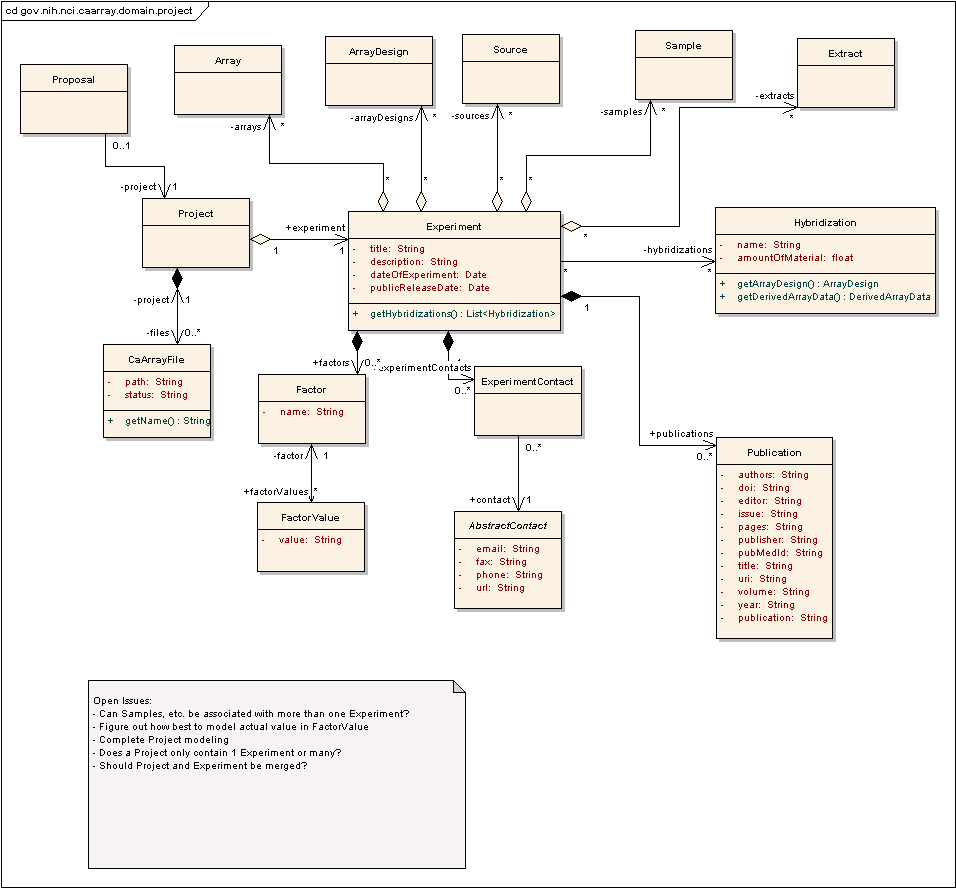 cd gov.nih.nci.caarray.domain.project
Proposal
Array
ArrayDesign
Source
Sample
Extract
0..1
-project
1
-arrays
*
-arrayDesigns
*
-sources
*
-samples
*
-extracts
*
Project
+experiment
1
1
*
*
*
*
*
Experiment
- title: String
- description: String
- dateOfExperiment: Date
- publicReleaseDate: Date
+ getHybridizations() : List<Hybridization>
-hybridizations
*
*
Hybridization
- name: String
- amountOfMaterial: float
+ getArrayDesign() : ArrayDesign
+ getDerivedArrayData() : DerivedArrayData
1
-project
1
-files
0..*
CaArrayFile
- path: String
- status: String
+ getName() : String
+factors
0..*
Factor
- name: String
-factor
1
+factorValues
*
FactorValue
- value: String
experimentContacts
0..*
ExperimentContact
0..*
+contact
1
AbstractContact
- email: String
- fax: String
- phone: String
- url: String
+publications
0..*
Publication
- authors: String
- doi: String
- editor: String
- issue: String
- pages: String
- publisher: String
- pubMedId: String
- title: String
- uri: String
- volume: String
- year: String
- publication: String
Open Issues:
- Can Samples, etc. be associated with more than one Experiment?
- Figure out how best to model actual value in FactorValue
- Complete Project modeling
- Does a Project only contain 1 Experiment or many?
- Should Project and Experiment be merged?